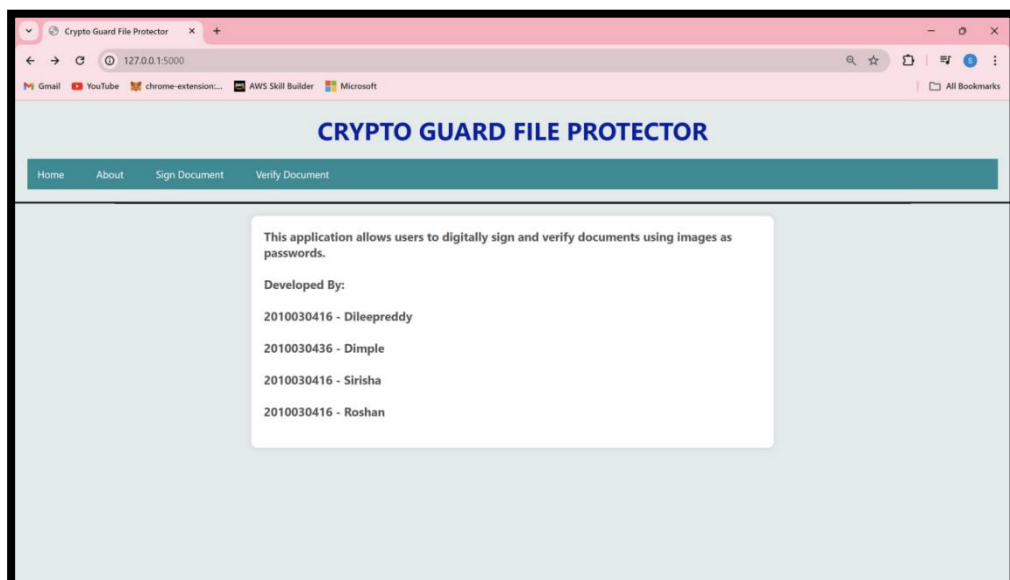 Crypto Guard File Protector
127.0.0.1:5000
Gmail YouTube chrome-extension:... AWS Skill Builder Microsoft All Bookmarks
CRYPTO GUARD FILE PROTECTOR
Home About Sign Document Verify Document
This application allows users to digitally sign and verify documents using images as
passwords.
Developed By:
2010030416 - Dileepreddy
2010030436 - Dimple
2010030416 - Sirisha
2010030416 - Roshan